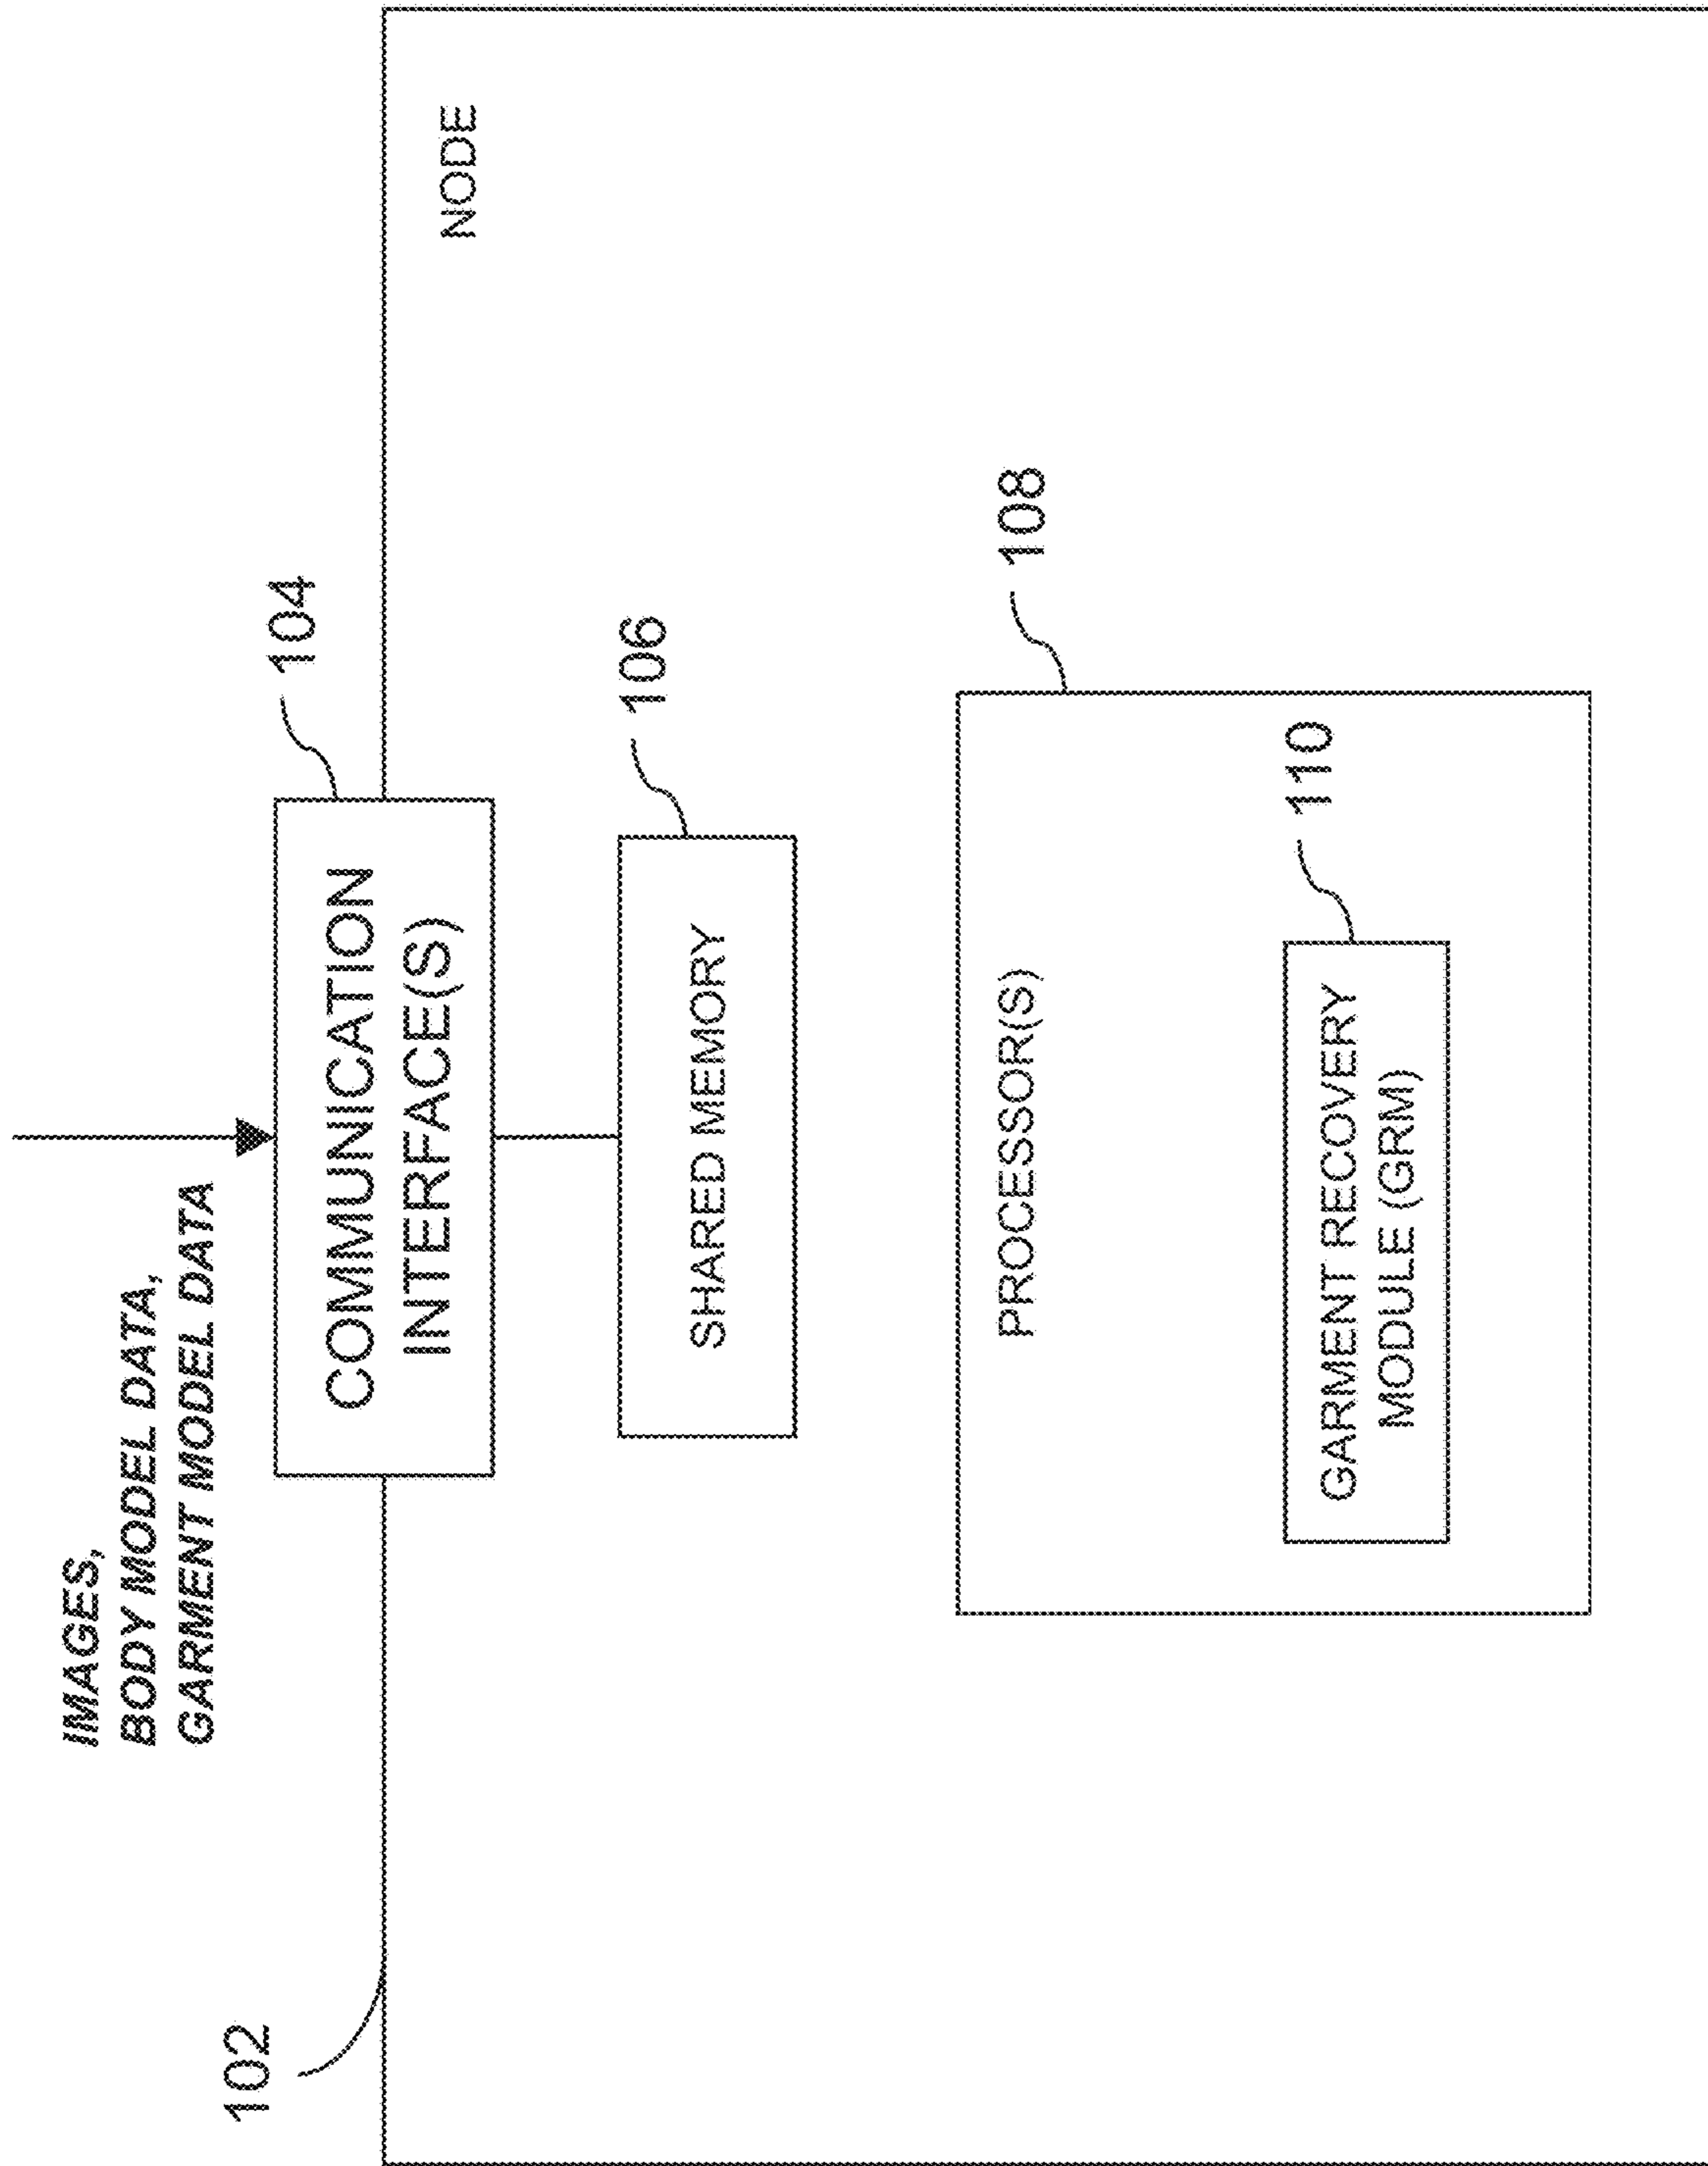 IMAGES,
BODY MODEL DATA,
GARMENT MODEL DATA
102
104
COMMUNICATION
INTERFACE(S)
NODE
106
SHARED MEMORY
108
PROCESSOR(S)
110
GARMENT RECOVERY
MODULE (GRM)